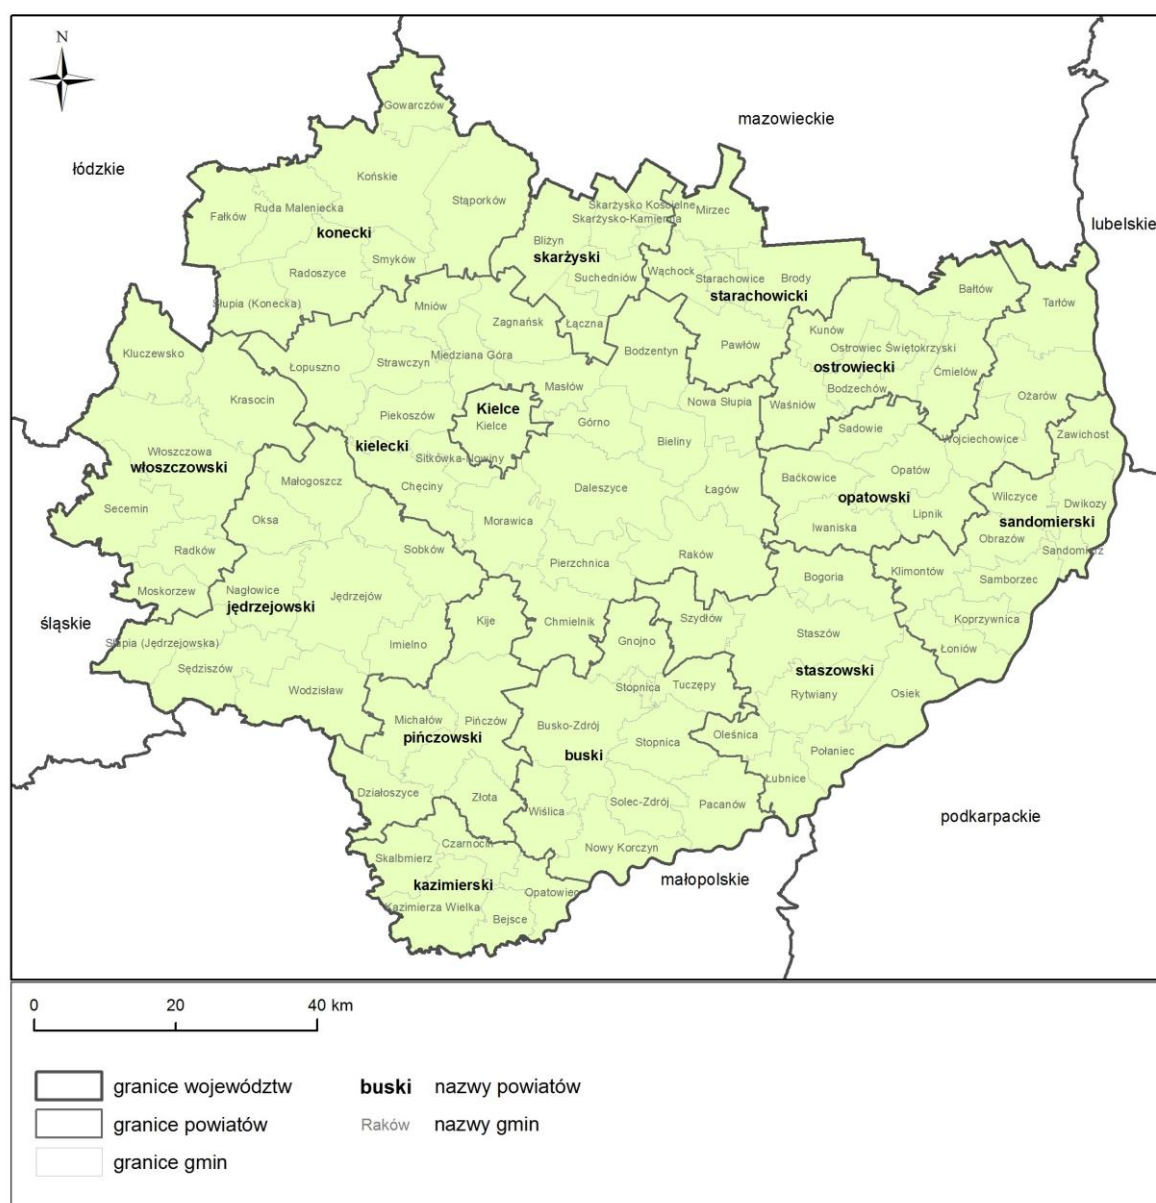 N
mazowieckie
łódzkie
lubelskie
Gowarczów
Końskie
Stąporków
Fałków
Ruda Maleniecka
konecki
Smyków
Radoszyce
Słupia (Konecka)
Skarżysko Kościelne
Skarżysko-Kamienna
Mirzec
Bliżyn
skarżyski
Suchedniów
Wąchock
Starachowice
Brody
starachowicki
Bałtów
Tarłów
Mniów
Zagnańsk
Łączna
Bodzentyn
Pawłów
Kunów
Ostrowiec Świętokrzyski
ostrowiecki
Ćmielów
Bodzechów
Waśniów
Kluczewsko
Łopuszno
Strawczyn
Miedziana Góra
Masłów
Nowa Słupia
Krasocin
Piekoszów
Kielce
Kielce
Górno
Bieliny
Sadowie
Wojciechowice
Ożarów
Zawichost
Włoszczowa
włoszczowski
kielecki
Sitkówka-Nowiny
Małogoszcz
Chęciny
Daleszyce
Łagów
Baćkowice
Opatów
opatowski
Lipnik
Iwaniska
Wilczyce
Dwikozy
sandomierski
Obrazów
Sandomierz
Secemin
Oksa
Morawica
Radków
Sobków
Pierzchnica
Raków
Bogoria
Klimontów
Samborzec
Moskorzew
Nagłowice
jędrzejowski
Jędrzejów
Kije
Chmielnik
Gnojno
Szydłów
Staszów
Koprzywnica
Łoniów
śląskie
Słupia (Jędrzejowska)
Sędziszów
Imielno
Wodzisław
staszowski
Rytwiany
Osiek
Stopnica
Tuczępy
Michałów
Pińczów
pińczowski
Busko-Zdrój
buski
Stopnica
Oleśnica
Połaniec
Łubnice
Działoszyce
Złota
Wiślica
Solec-Zdrój
Pacanów
podkarpackie
Czarnocin
Skalbmierz
Nowy Korczyn
małopolskie
kazimierski
Kazimierza Wielka
Opatowiec
Bejsce
0 20 40 km
granice województw
buski nazwy powiatów
granice powiatów
Raków nazwy gmin
granice gmin